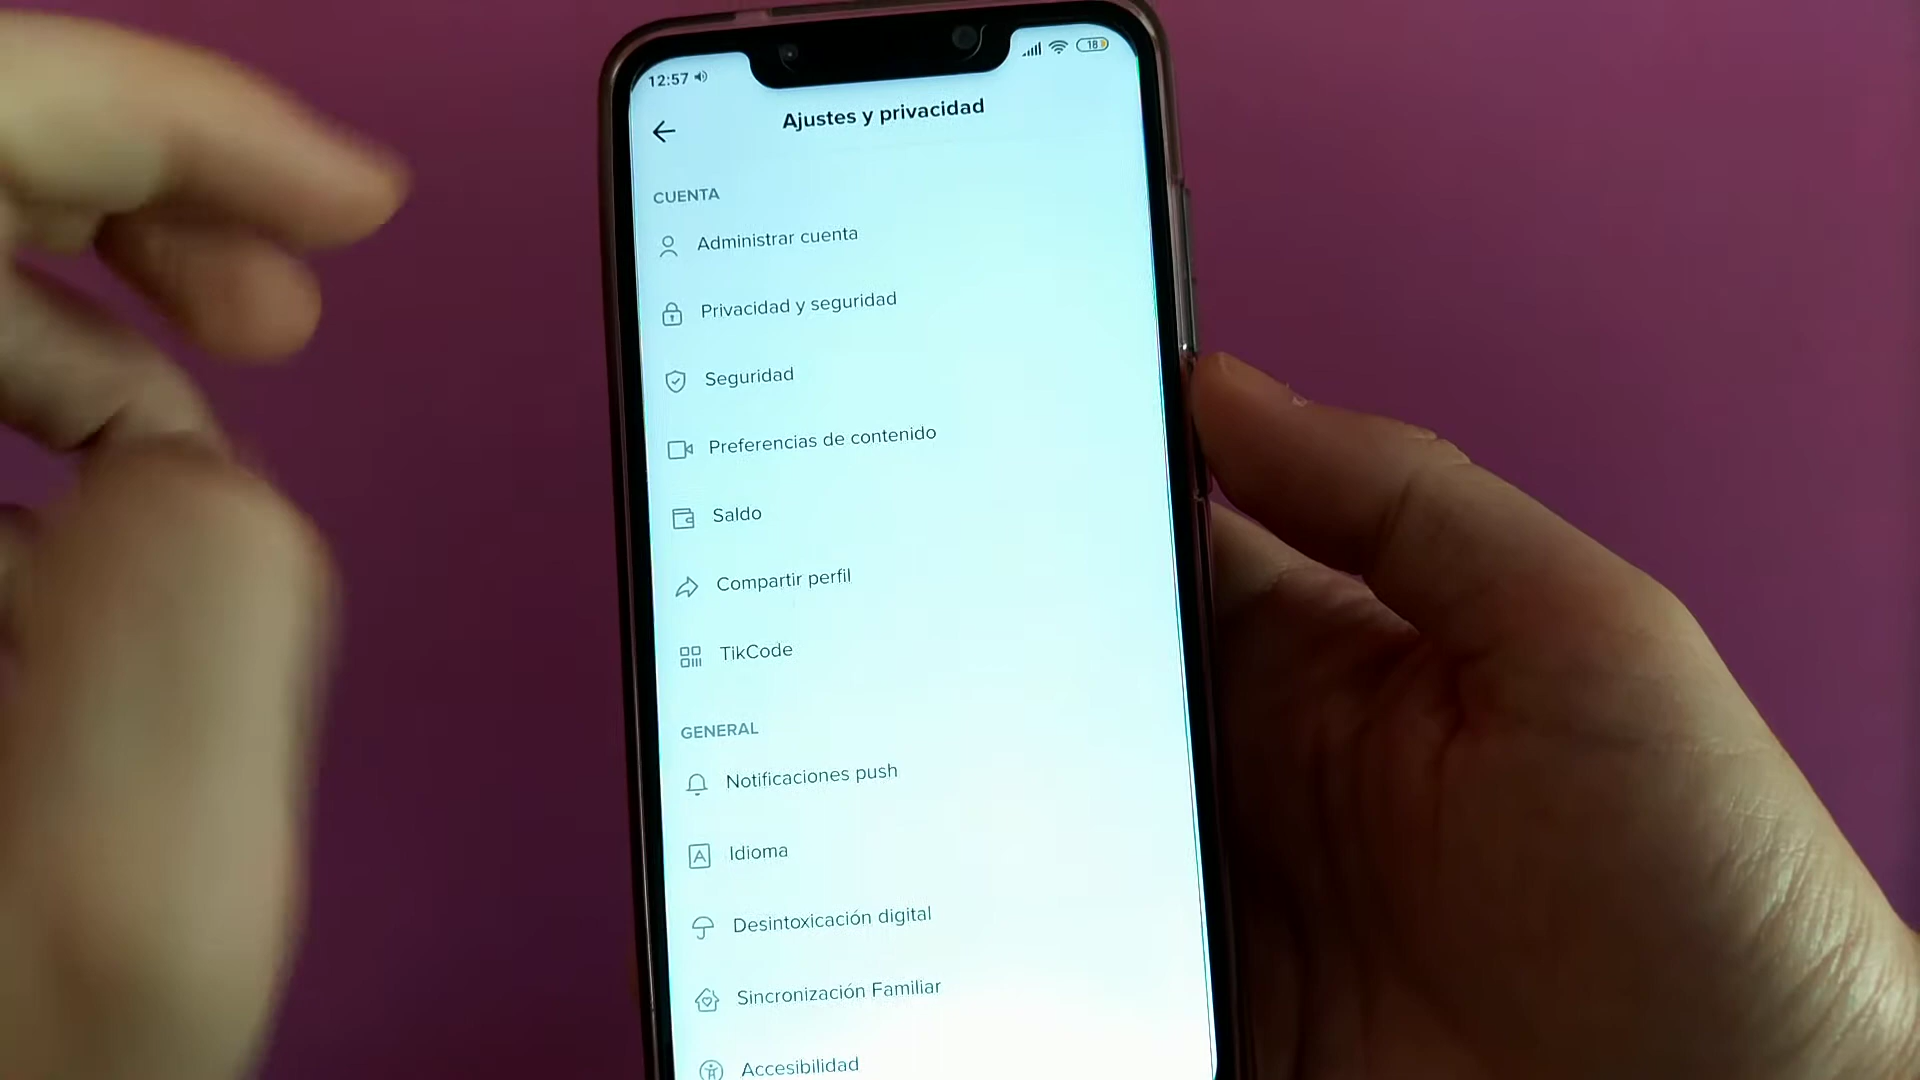 12:57
18
Ajustes y privacidad
CUENTA
Administrar cuenta
Privacidad y seguridad
Seguridad
Preferencias de contenido
Saldo
Compartir perfil
TikCode
GENERAL
Notificaciones push
Idioma
Desintoxicación digital
Sincronización Familiar
Accesibilidad